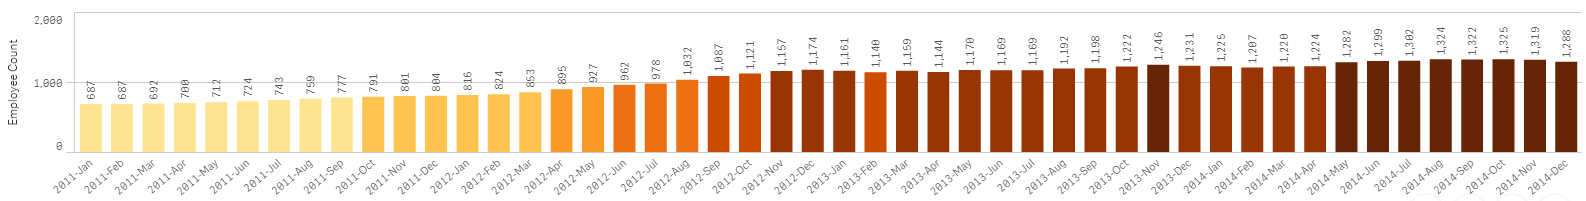 2,000
1,000
0
Employee Count
687 687 692 700 712 724 743 759 777 791 801 804 816 824 853 895 927 962 978 1,032 1,087 1,121 1,157 1,174 1,161 1,140 1,159 1,144 1,170 1,169 1,169 1,192 1,198 1,222 1,246 1,231 1,225 1,207 1,220 1,224 1,282 1,299 1,302 1,324 1,322 1,325 1,319 1,288
2011-Jan 2011-Feb 2011-Mar 2011-Apr 2011-May 2011-Jun 2011-Jul 2011-Aug 2011-Sep 2011-Oct 2011-Nov 2011-Dec 2012-Jan 2012-Feb 2012-Mar 2012-Apr 2012-May 2012-Jun 2012-Jul 2012-Aug 2012-Sep 2012-Oct 2012-Nov 2012-Dec 2013-Jan 2013-Feb 2013-Mar 2013-Apr 2013-May 2013-Jun 2013-Jul 2013-Aug 2013-Sep 2013-Oct 2013-Nov 2013-Dec 2014-Jan 2014-Feb 2014-Mar 2014-Apr 2014-May 2014-Jun 2014-Jul 2014-Aug 2014-Sep 2014-Oct 2014-Nov 2014-Dec